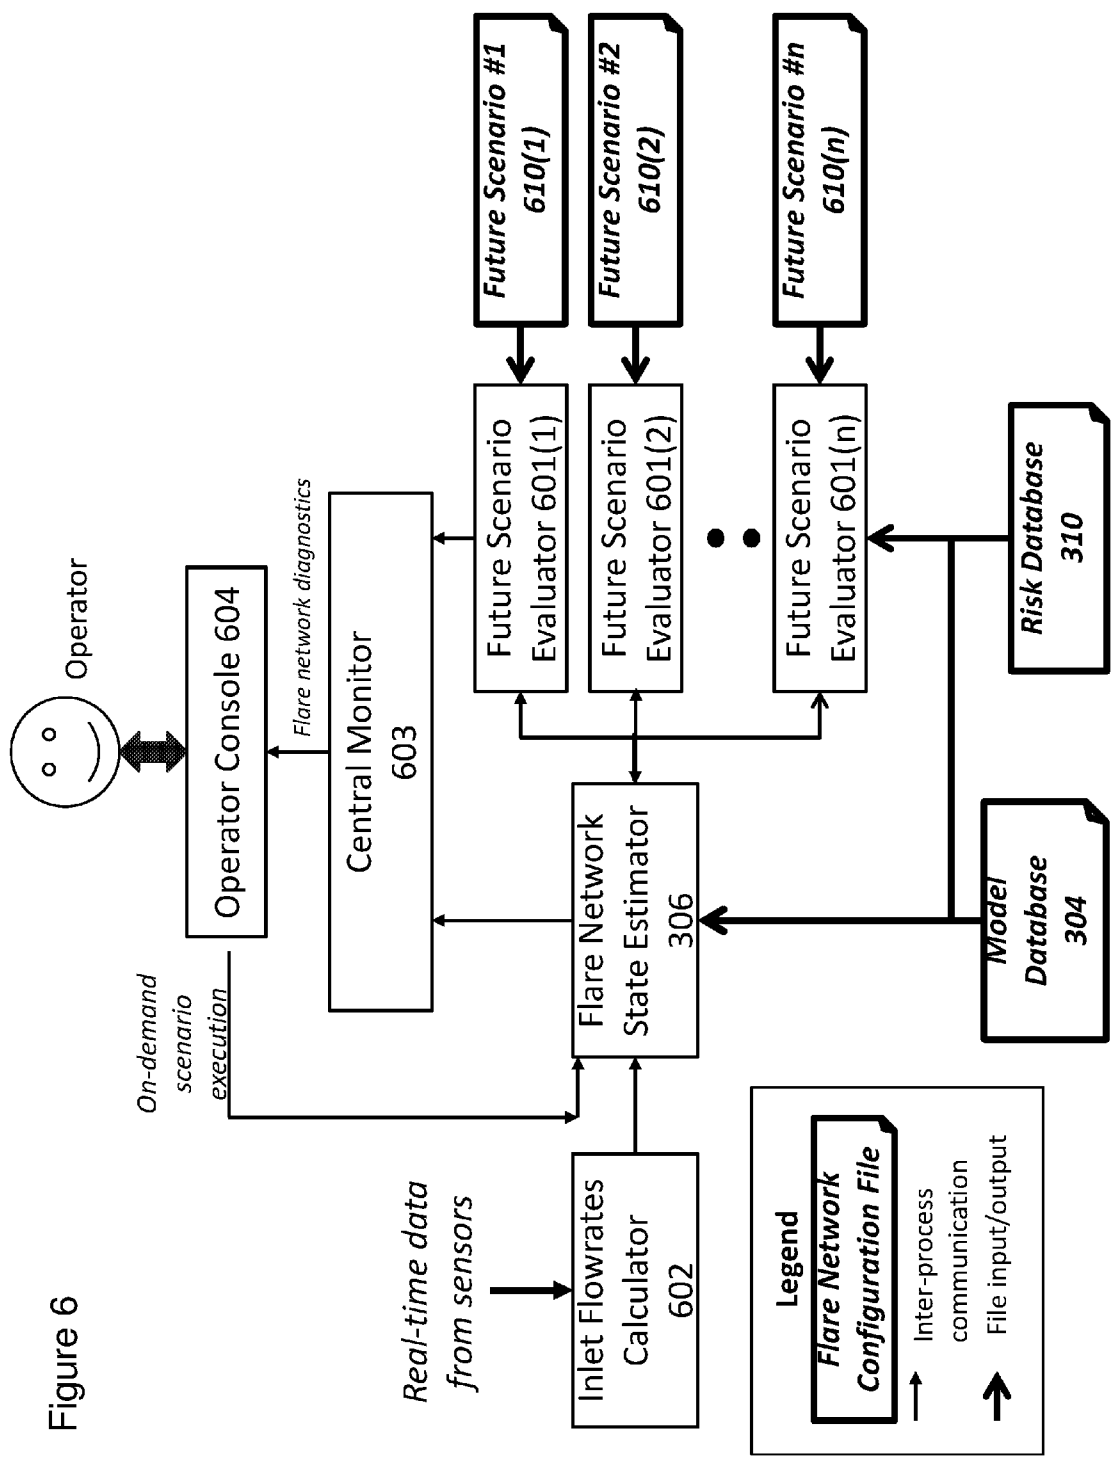 Figure 6
Operator
Operator Console 604
On-demand
scenario
execution
Flare network diagnostics
Central Monitor
603
Real-time data
from sensors
Inlet Flowrates
Calculator
602
Flare Network
State Estimator
306
Future Scenario
Evaluator 601(1)
Future Scenario #1
610(1)
Future Scenario
Evaluator 601(2)
Future Scenario #2
610(2)
Future Scenario
Evaluator 601(n)
Future Scenario #n
610(n)
Legend
Flare Network
Configuration File
Inter-process
communication
File input/output
Model
Database
304
Risk Database
310